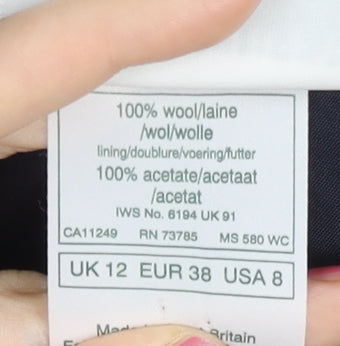 100% wool/laine
/wol/wolle
lining/doublure/voering/futter
100% acetate/acetaat
/acetat
IWS No. 6194 UK 91
CA11249 RN 73785 MS 580 WC
UK 12 EUR 38 USA 8
Britain